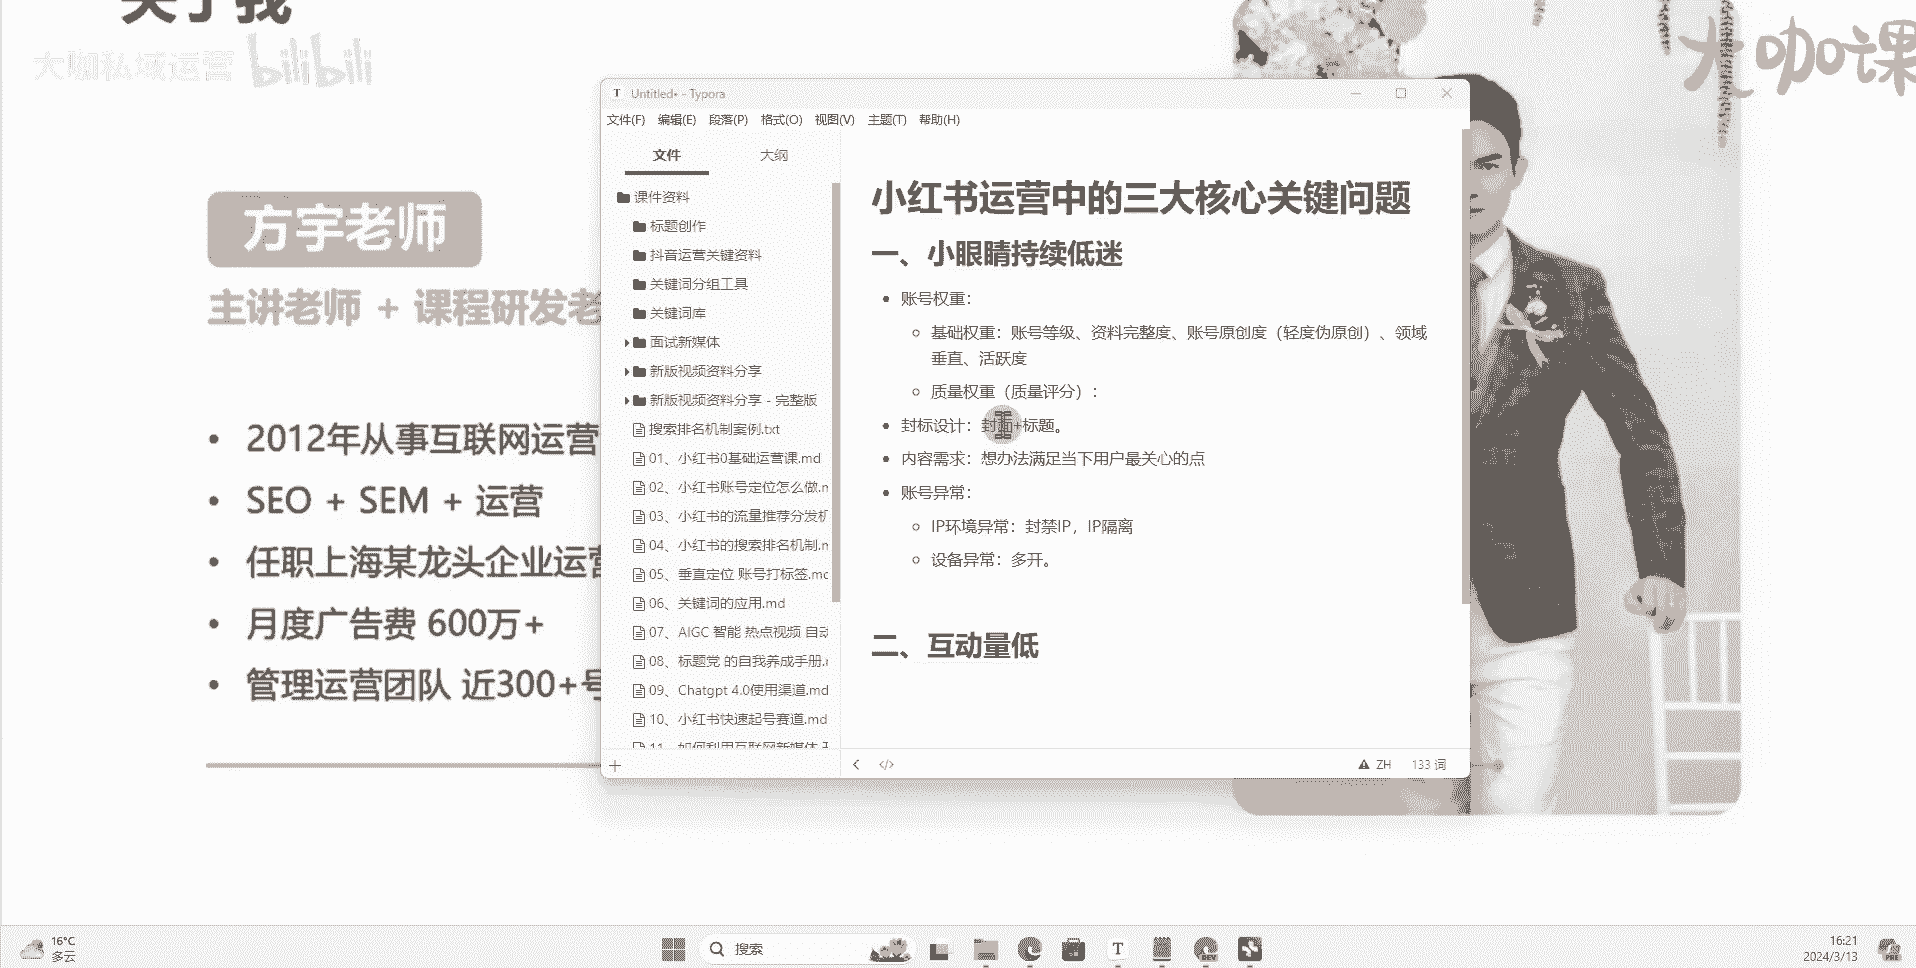 关于我
大咖私域运营 bilibili
大咖课
方宇老师
主讲老师 + 课程研发老
2012年从事互联网运营
SEO + SEM + 运营
任职上海某龙头企业运营
月度广告费 600万+
管理运营团队 近300+号
Untitled• - Typora
文件(F) 编辑(E) 段落(P) 格式(O) 视图(V) 主题(T) 帮助(H)
文件 大纲
课件资料
标题创作
抖音运营关键资料
关键词分组工具
关键词库
面试新媒体
新版视频资料分享
新版视频资料分享 - 完整版
搜索排名机制案例.txt
01、小红书0基础运营课.md
02、小红书账号定位怎么做.m
03、小红书的流量推荐分发机
04、小红书的搜索排名机制.m
05、垂直定位 账号打标签.md
06、关键词的应用.md
07、AIGC 智能 热点视频 自动
08、标题党 的自我养成手册.
09、Chatgpt 4.0使用渠道.md
10、小红书快速起号赛道.md
11、如何利用互联网新媒体
小红书运营中的三大核心关键问题
一、小眼睛持续低迷
账号权重：
基础权重：账号等级、资料完整度、账号原创度（轻度伪原创）、领域
垂直、活跃度
质量权重（质量评分）：
封标设计：封面+标题。
内容需求：想办法满足当下用户最关心的点
账号异常：
IP环境异常：封禁IP，IP隔离
设备异常：多开。
二、互动量低
ZH 133 词
16°C
多云
搜索
T
DEV
16:21
2024/3/13
PRE